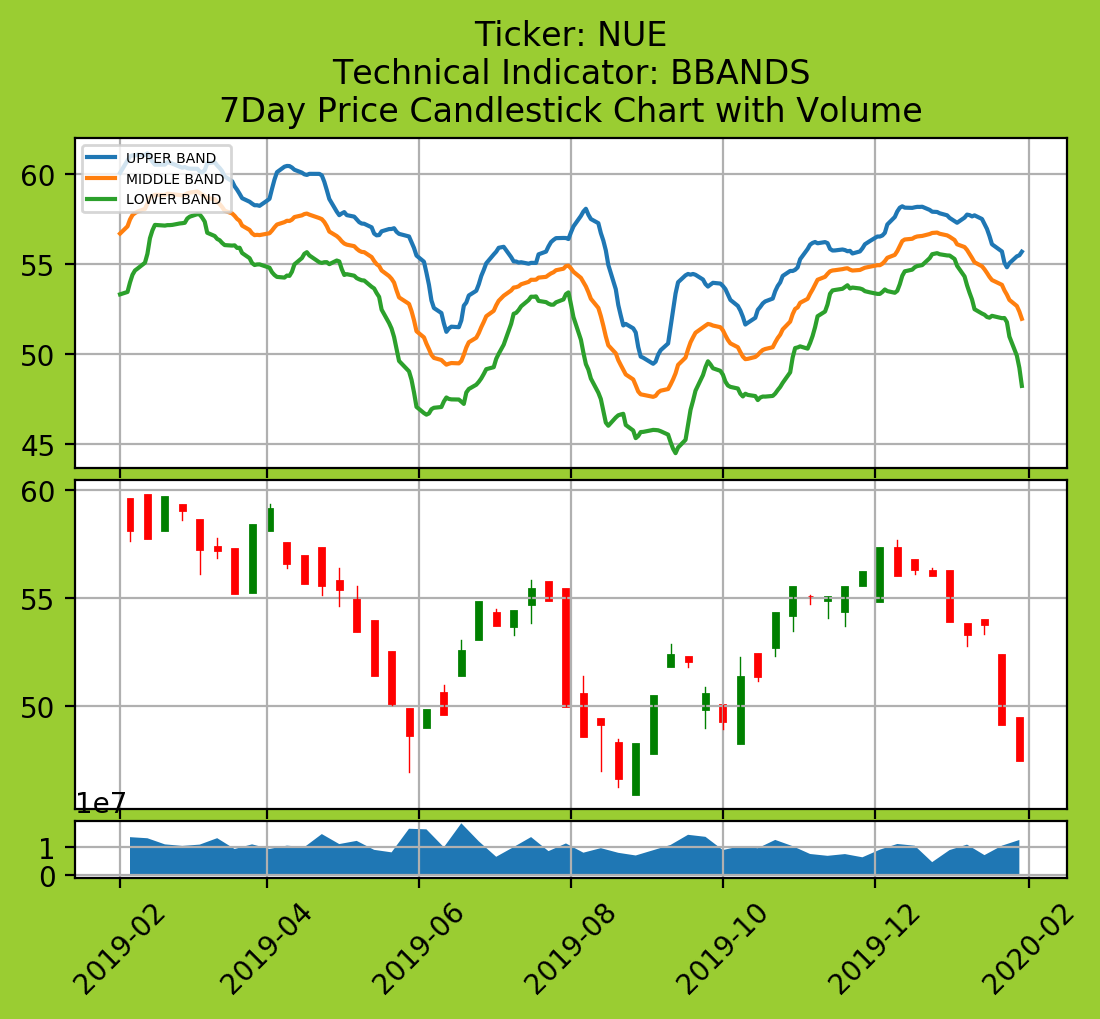 Ticker: NUE
Technical Indicator: BBANDS
7Day Price Candlestick Chart with Volume
UPPER BAND
MIDDLE BAND
LOWER BAND
60
55
50
45
60
55
50
1e7
1
0
2019-02
2019-04
2019-06
2019-08
2019-10
2019-12
2020-02